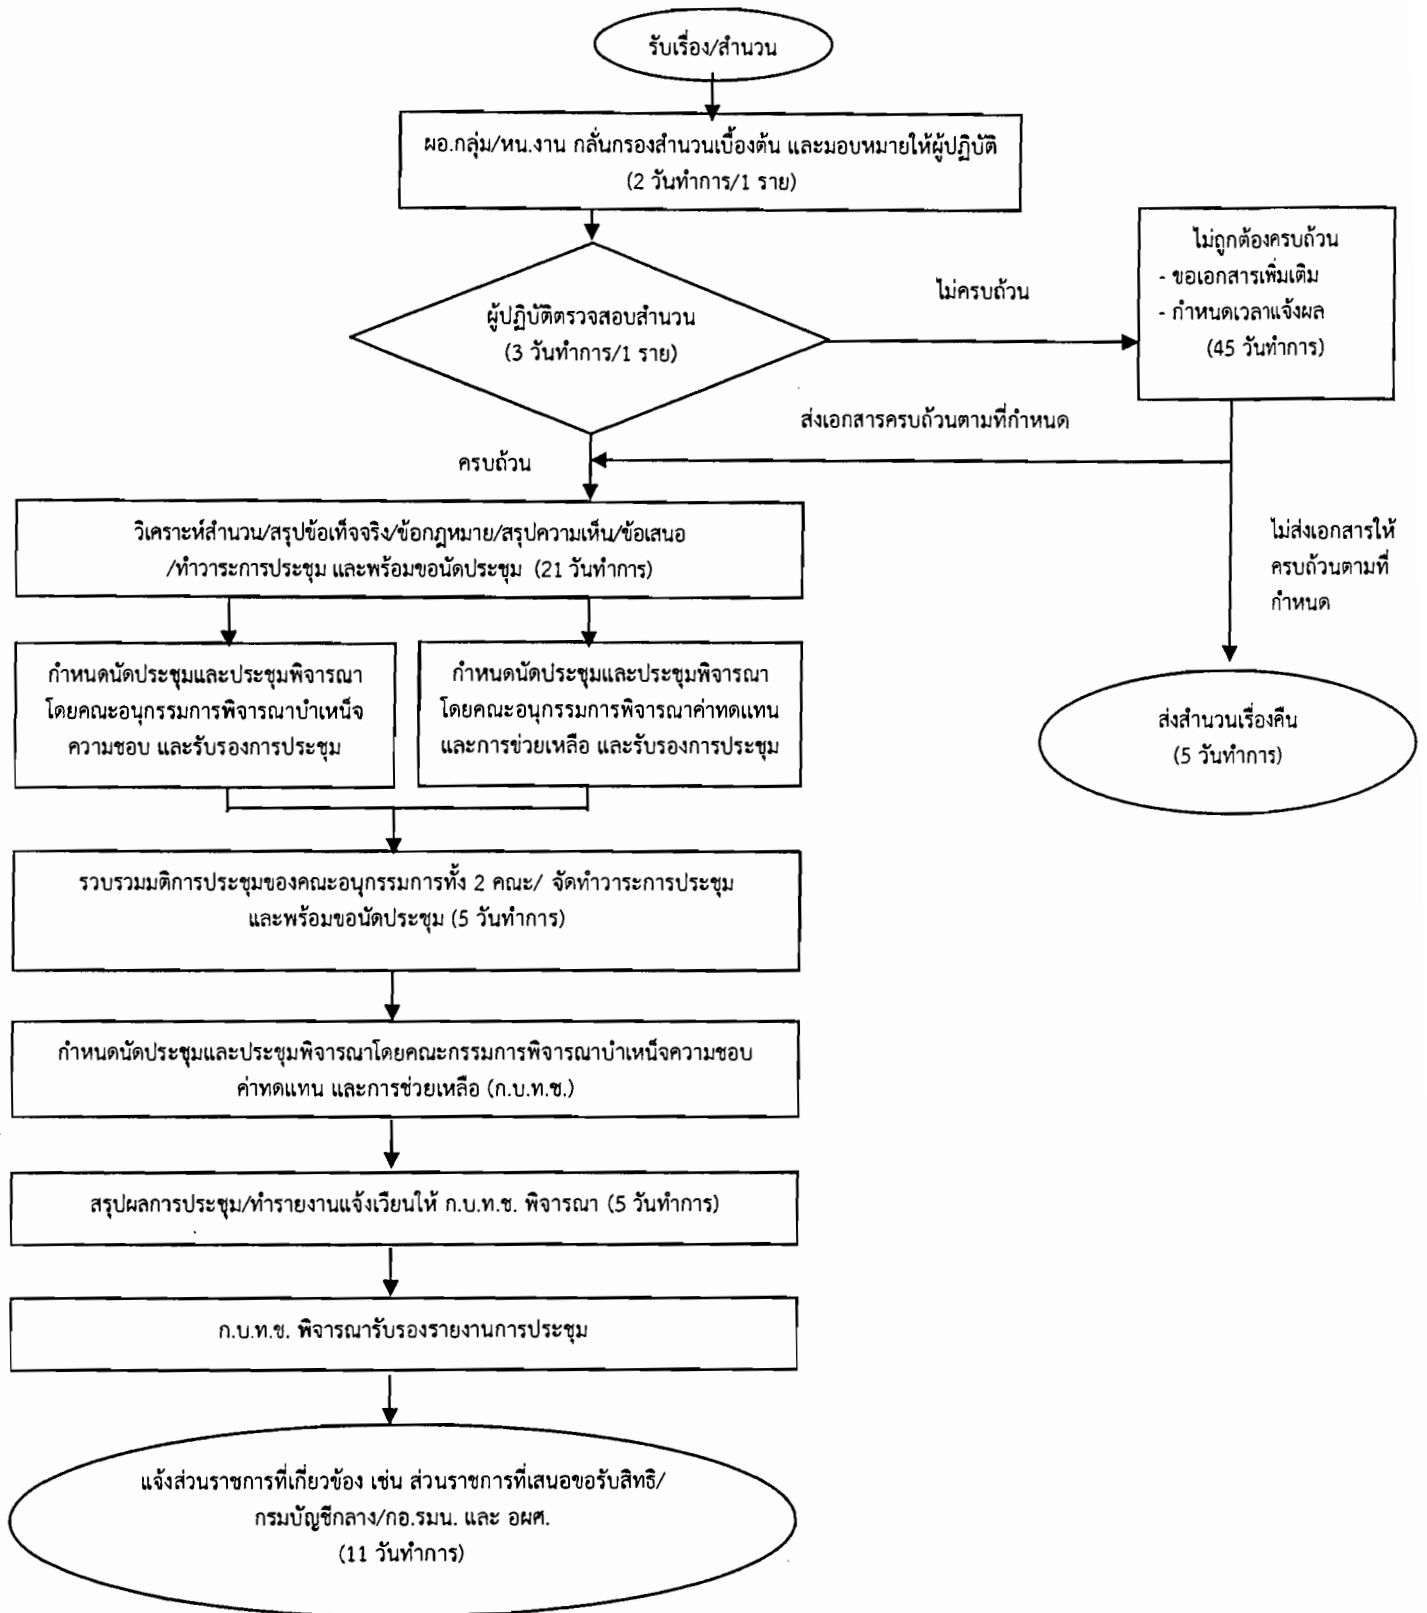 รับเรื่อง/สำนวน
ผอ.กลุ่ม/หน.งาน กลั่นกรองสำนวนเบื้องต้น และมอบหมายให้ผู้ปฏิบัติ
(2 วันทำการ/1 ราย)
ผู้ปฏิบัติตรวจสอบสำนวน
(3 วันทำการ/1 ราย)
ไม่ครบถ้วน
ไม่ถูกต้องครบถ้วน
- ขอเอกสารเพิ่มเติม
- กำหนดเวลาแจ้งผล
(45 วันทำการ)
ส่งเอกสารครบถ้วนตามที่กำหนด
ครบถ้วน
ไม่ส่งเอกสารให้
ครบถ้วนตามที่
กำหนด
ส่งสำนวนเรื่องคืน
(5 วันทำการ)
วิเคราะห์สำนวน/สรุปข้อเท็จจริง/ข้อกฎหมาย/สรุปความเห็น/ข้อเสนอ
/ทำวาระการประชุม และพร้อมขอนัดประชุม (21 วันทำการ)
กำหนดนัดประชุมและประชุมพิจารณา
โดยคณะอนุกรรมการพิจารณาบำเหน็จ
ความชอบ และรับรองการประชุม
กำหนดนัดประชุมและประชุมพิจารณา
โดยคณะอนุกรรมการพิจารณาค่าทดแทน
และการช่วยเหลือ และรับรองการประชุม
รวบรวมมติการประชุมของคณะอนุกรรมการทั้ง 2 คณะ/ จัดทำวาระการประชุม
และพร้อมขอนัดประชุม (5 วันทำการ)
กำหนดนัดประชุมและประชุมพิจารณาโดยคณะกรรมการพิจารณาบำเหน็จความชอบ
ค่าทดแทน และการช่วยเหลือ (ก.บ.ท.ช.)
สรุปผลการประชุม/ทำรายงานแจ้งเวียนให้ ก.บ.ท.ช. พิจารณา (5 วันทำการ)
ก.บ.ท.ช. พิจารณารับรองรายงานการประชุม
แจ้งส่วนราชการที่เกี่ยวข้อง เช่น ส่วนราชการที่เสนอขอรับสิทธิ/
กรมบัญชีกลาง/กอ.รมน. และ อผศ.
(11 วันทำการ)